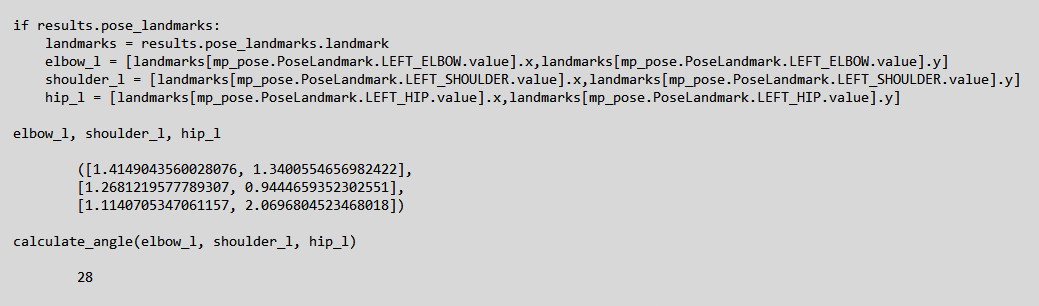 if results.pose_landmarks:
    landmarks = results.pose_landmarks.landmark
    elbow_l = [landmarks[mp_pose.PoseLandmark.LEFT_ELBOW.value].x,landmarks[mp_pose.PoseLandmark.LEFT_ELBOW.value].y]
    shoulder_l = [landmarks[mp_pose.PoseLandmark.LEFT_SHOULDER.value].x,landmarks[mp_pose.PoseLandmark.LEFT_SHOULDER.value].y]
    hip_l = [landmarks[mp_pose.PoseLandmark.LEFT_HIP.value].x,landmarks[mp_pose.PoseLandmark.LEFT_HIP.value].y]
elbow_l, shoulder_l, hip_l
        ([1.4149043560028076, 1.3400554656982422],
        [1.2681219577789307, 0.9444659352302551],
        [1.1140705347061157, 2.0696804523468018])
calculate_angle(elbow_l, shoulder_l, hip_l)
        28